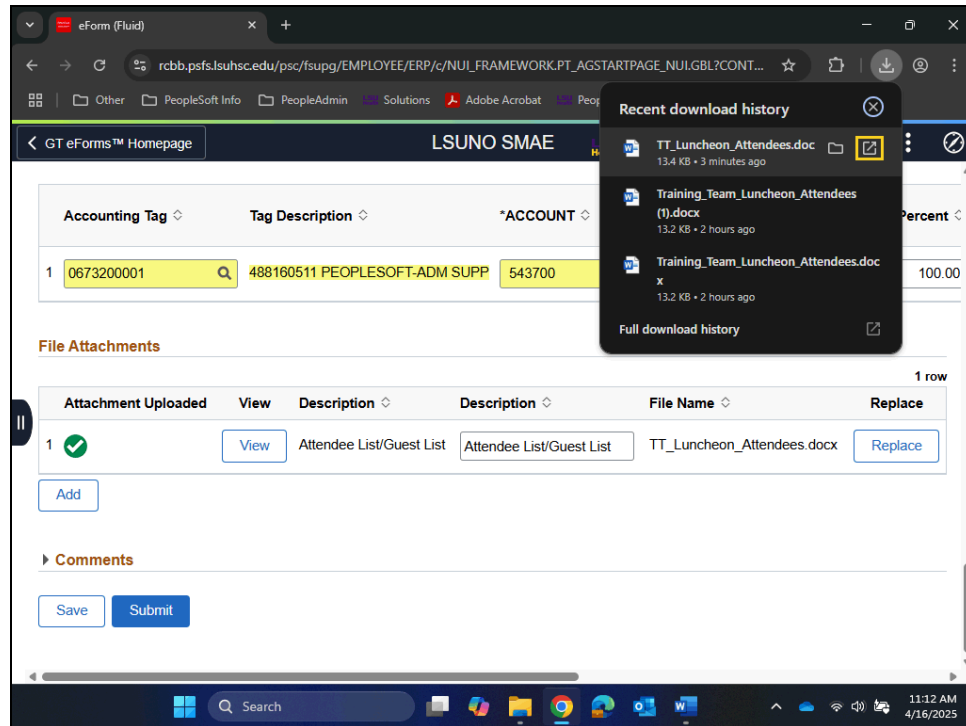 eForm (Fluid)
rcbb.psfs.lsuhsc.edu/psc/fsupg/EMPLOYEE/ERP/c/NUI_FRAMEWORK.PT_AGSTARTPAGE_NUI.GBL?CONT...
Other PeopleSoft Info PeopleAdmin Solutions Adobe Acrobat Peop
Recent download history
TT_Luncheon_Attendees.doc
13.4 KB • 3 minutes ago
Training_Team_Luncheon_Attendees
(1).docx
13.2 KB • 2 hours ago
Training_Team_Luncheon_Attendees.doc
x
13.2 KB • 2 hours ago
Full download history
GT eForms™ Homepage LSUNO SMAE
Accounting Tag Tag Description *ACCOUNT Percent
1 0673200001 488160511 PEOPLESOFT-ADM SUPP 543700 100.00
File Attachments
1 row
Attachment Uploaded View Description Description File Name Replace
1 View Attendee List/Guest List Attendee List/Guest List TT_Luncheon_Attendees.docx Replace
Add
Comments
Save Submit
Search
11:12 AM
4/16/2025